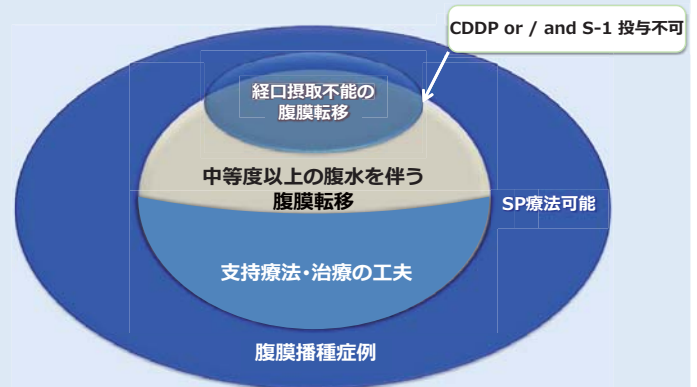 CDDP or / and S-1 投与不可
経口摂取不能の
腹膜転移
中等度以上の腹水を伴う
腹膜転移
SP療法可能
支持療法・治療の工夫
腹膜播種症例